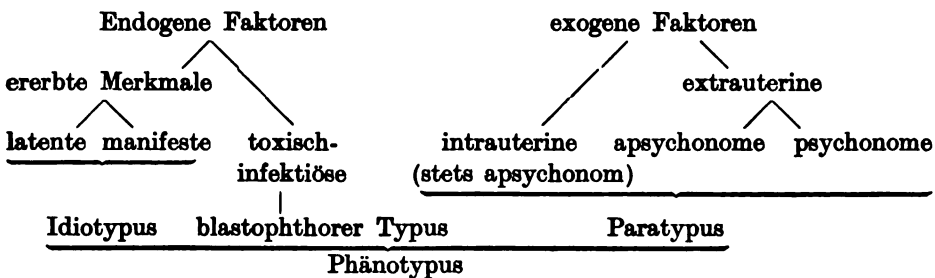 Endogene Faktoren exogene Faktoren
ererbte Merkmale extrauterine
latente manifeste toxisch- intrauterine apsychonome psychonome
infektiöse (stets apsychonom)
Idiotypus blastophthorer Typus Paratypus
Phänotypus